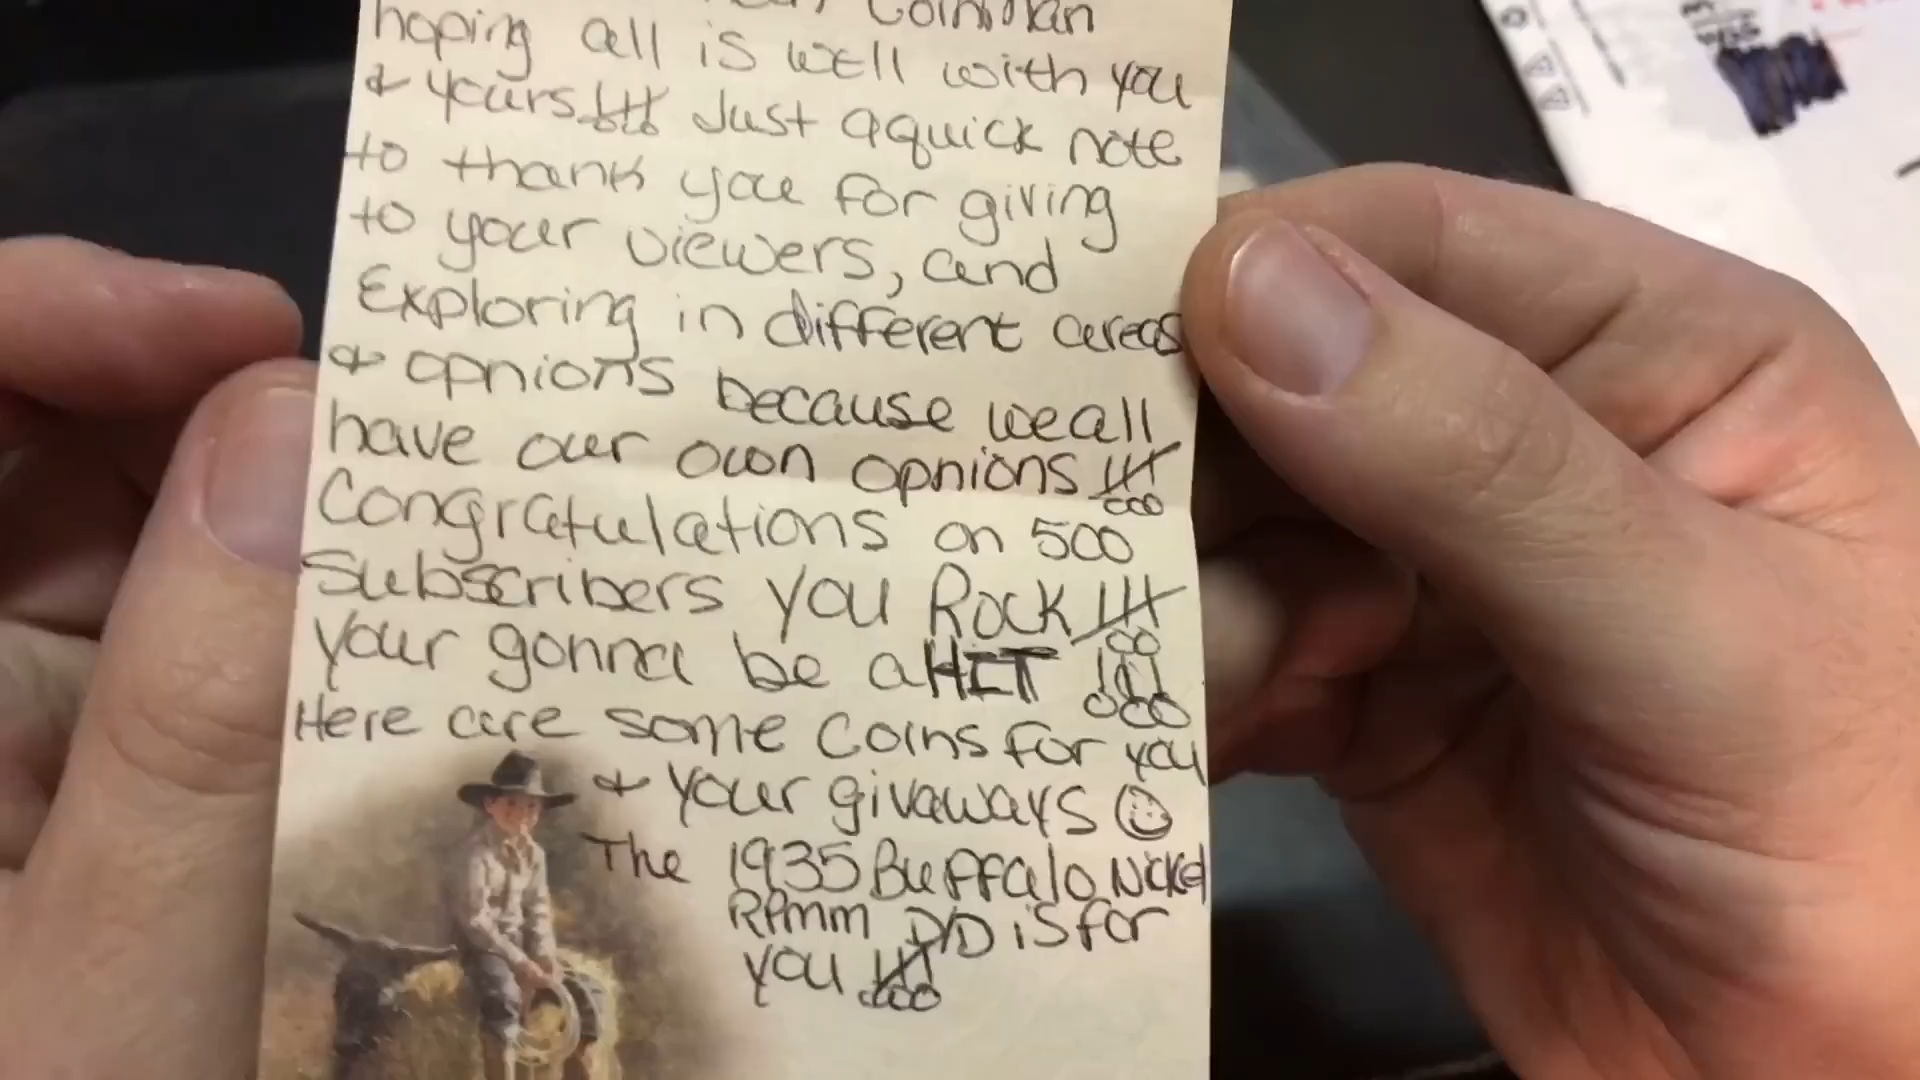 CoinMan
hoping all is well with you
& yours!!! Just a quick note
to thank you for giving
to your viewers, and
Exploring in different areas
& opnions because we all
have our own opnions !!!
Congratulations on 500
Subscribers you Rock !!!
your gonna be a HIT !!!
Here are some coins for you
& your givaways ☺
The 1935 Buffalo Nickel
RPmm D/D is for
you !!!